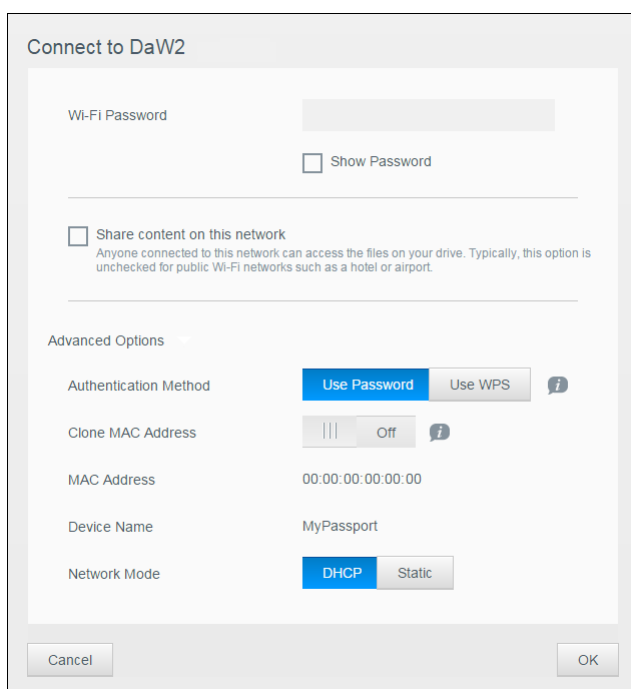 Connect to DaW2
Wi-Fi Password
Show Password
Share content on this network
Anyone connected to this network can access the files on your drive. Typically, this option is
unchecked for public Wi-Fi networks such as a hotel or airport.
Advanced Options
Authentication Method Use Password Use WPS i
Clone MAC Address Off i
MAC Address 00:00:00:00:00:00
Device Name MyPassport
Network Mode DHCP Static
Cancel OK